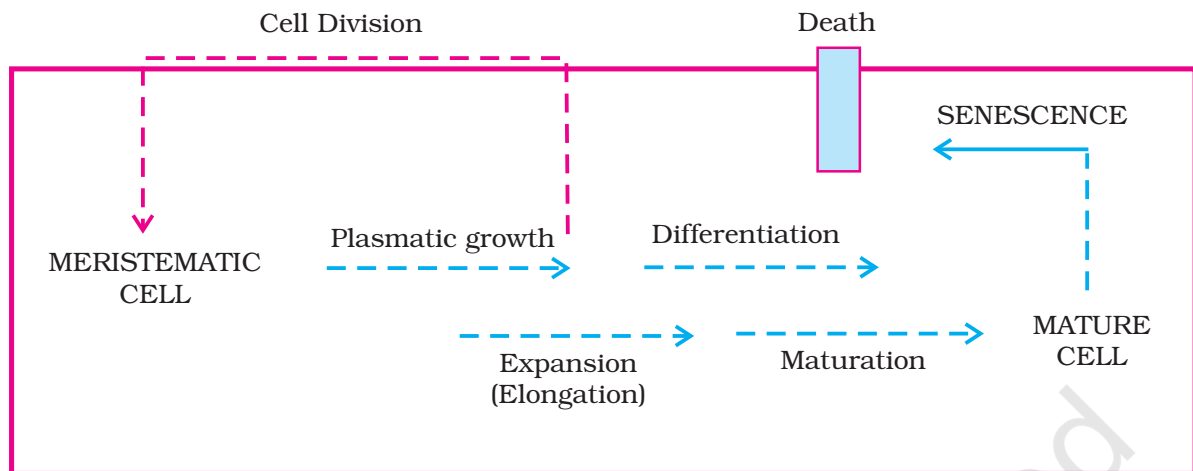 Cell Division
Death
SENESCENCE
Plasmatic growth
Differentiation
MERISTEMATIC
CELL
MATURE
CELL
Expansion
(Elongation)
Maturation